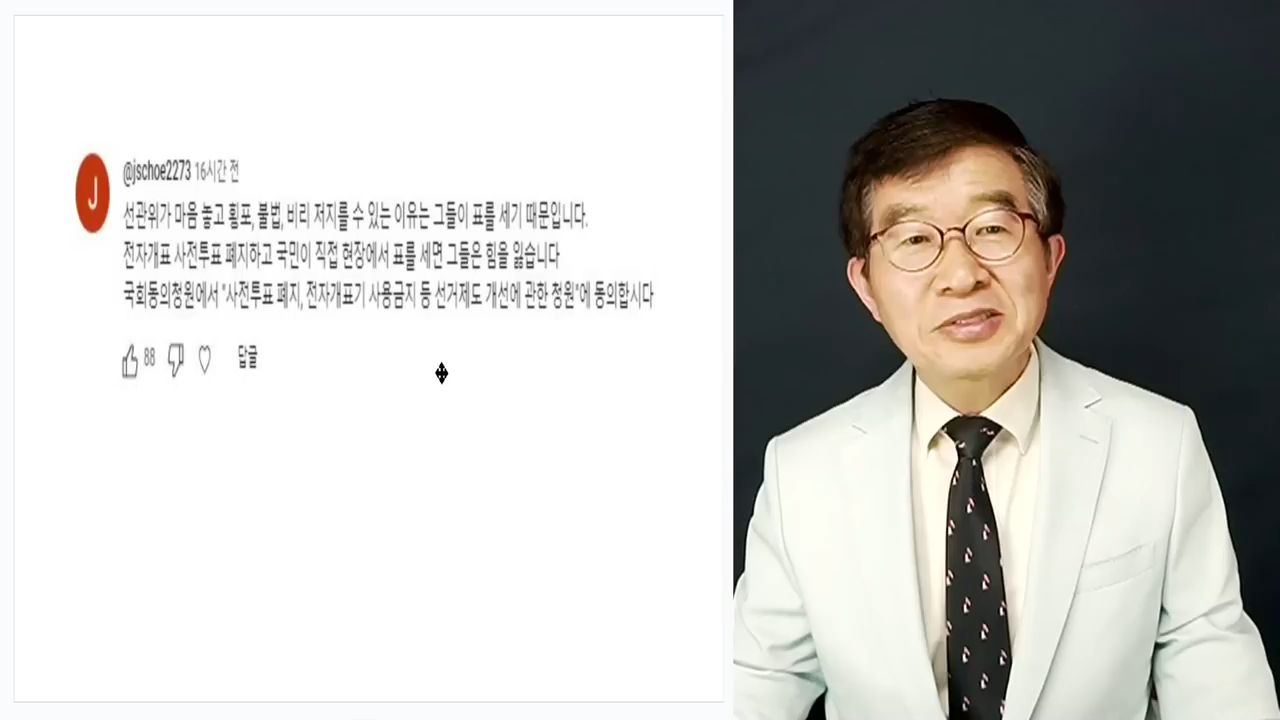 J
@jschoe2273 16시간 전
선관위가 마음 놓고 횡포, 불법, 비리 저지를 수 있는 이유는 그들이 표를 세기 때문입니다.
전자개표 사전투표 폐지하고 국민이 직접 현장에서 표를 세면 그들은 힘을 잃습니다
국회동의청원에서 "사전투표 폐지, 전자개표기 사용금지 등 선거제도 개선에 관한 청원"에 동의합시다
88 답글